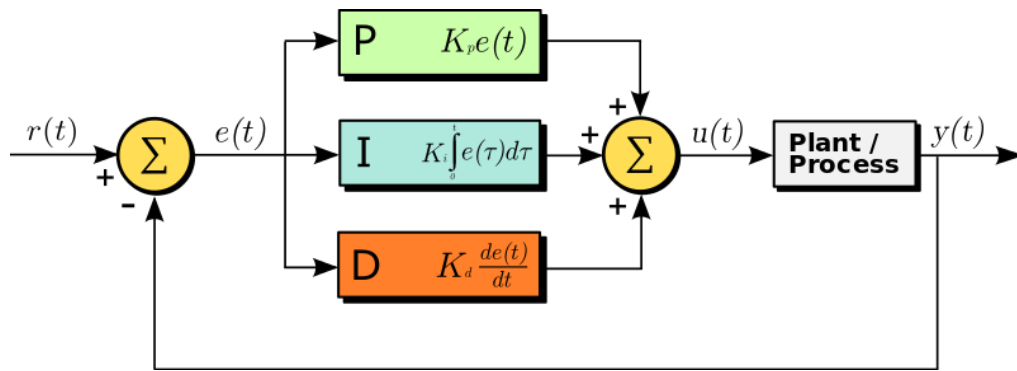 P K_p e(t)
r(t)
+
-
Σ
e(t)
I K_i ∫_0^t e(τ)dτ
D K_d de(t)/dt
+
+
+
Σ
u(t)
Plant /
Process
y(t)